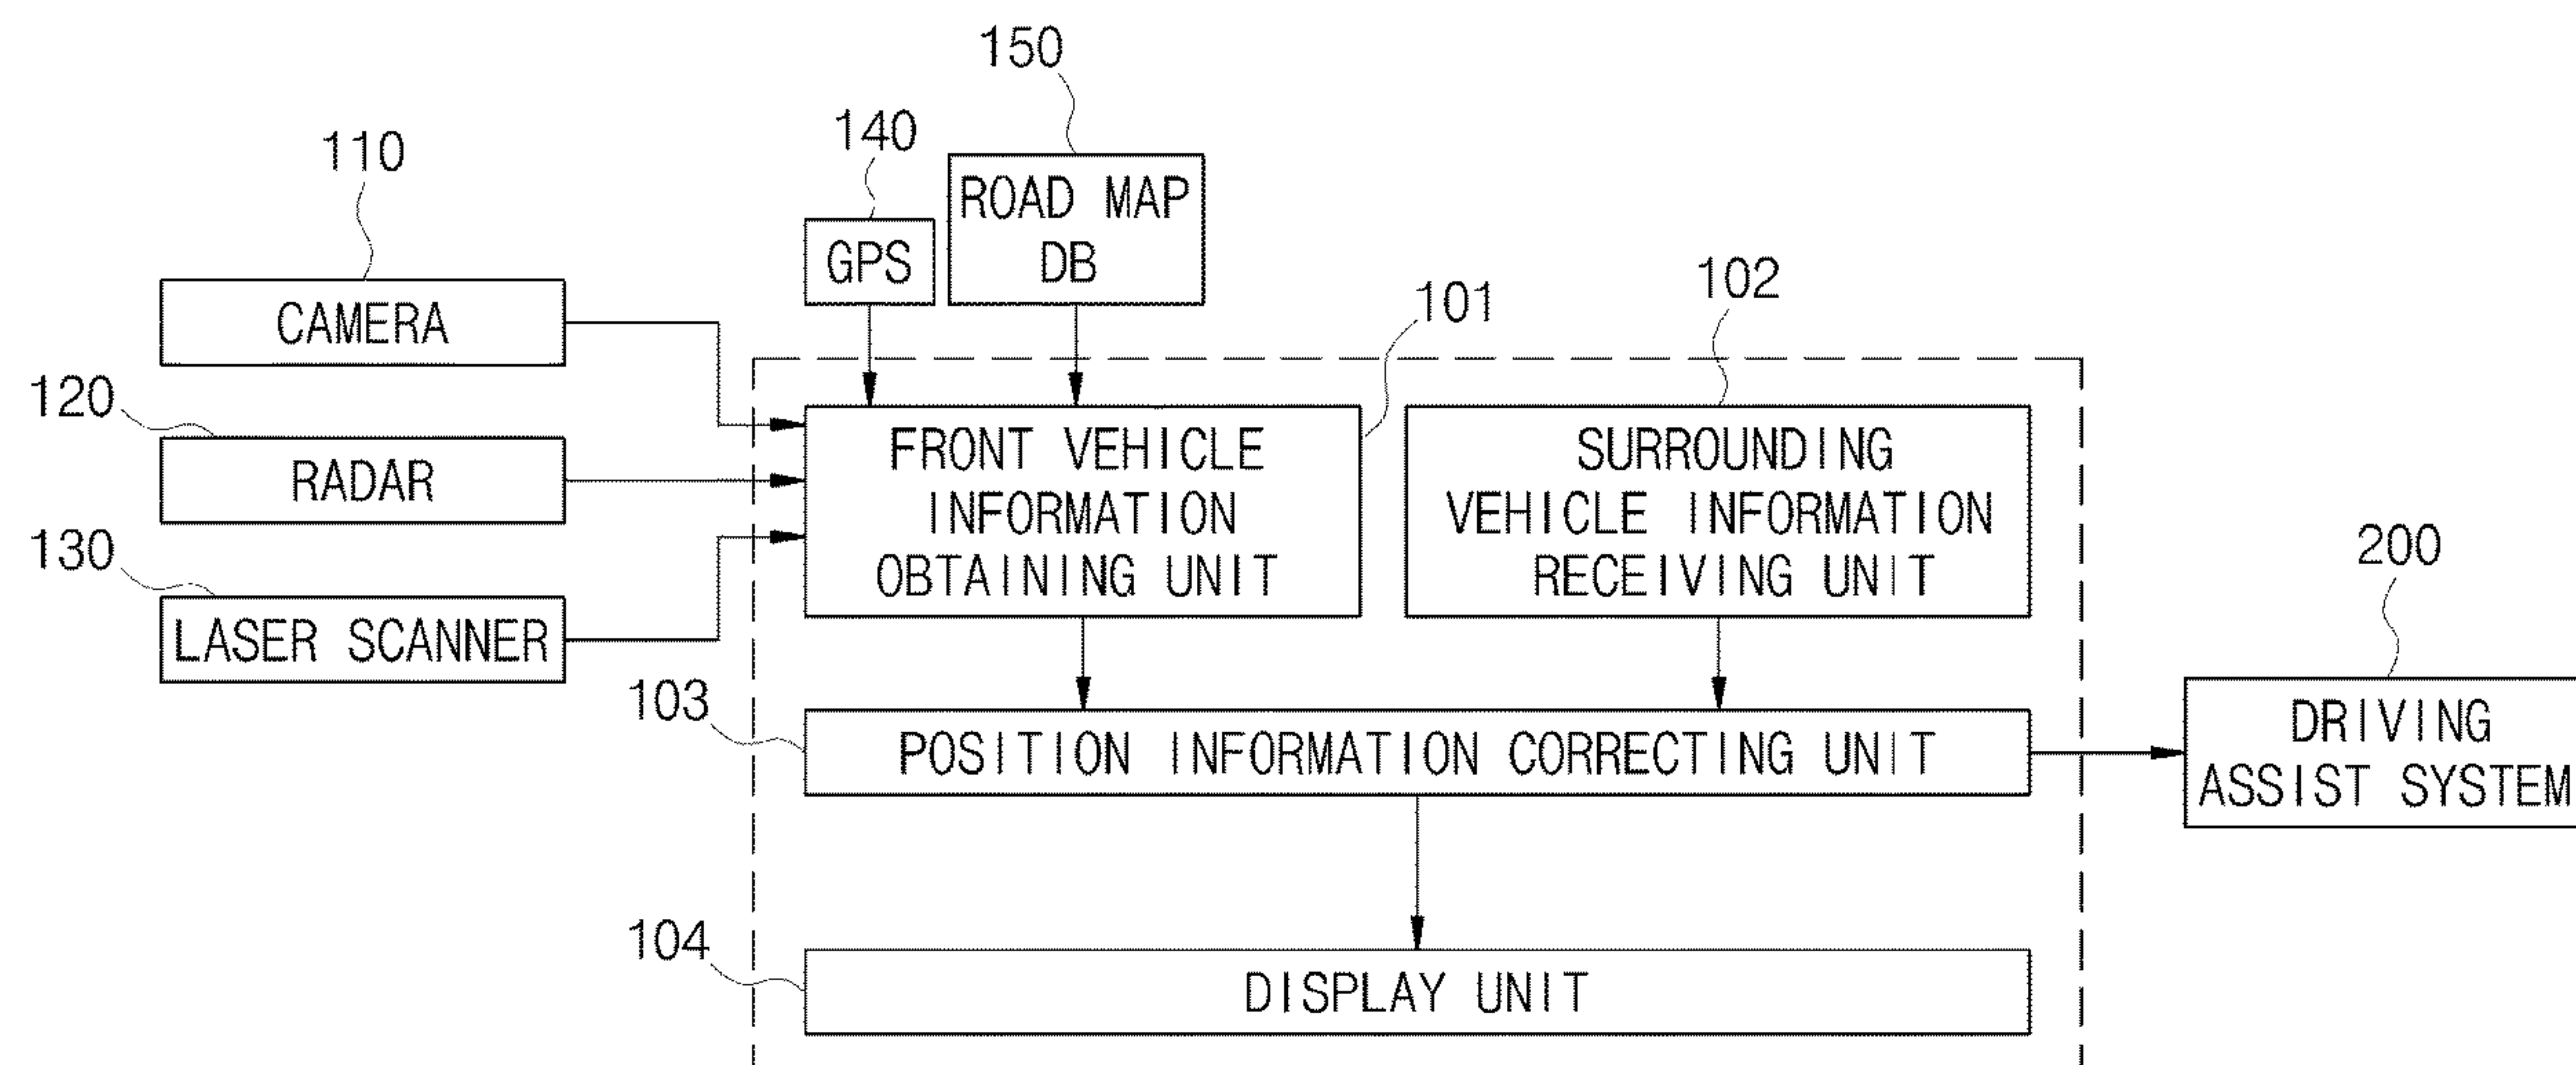 150
140
110
ROAD MAP
DB
GPS
102
101
CAMERA
120
FRONT VEHICLE
INFORMATION
OBTAINING UNIT
SURROUNDING
VEHICLE INFORMATION
RECEIVING UNIT
RADAR
130
200
LASER SCANNER
103
POSITION INFORMATION CORRECTING UNIT
DRIVING
ASSIST SYSTEM
104
DISPLAY UNIT